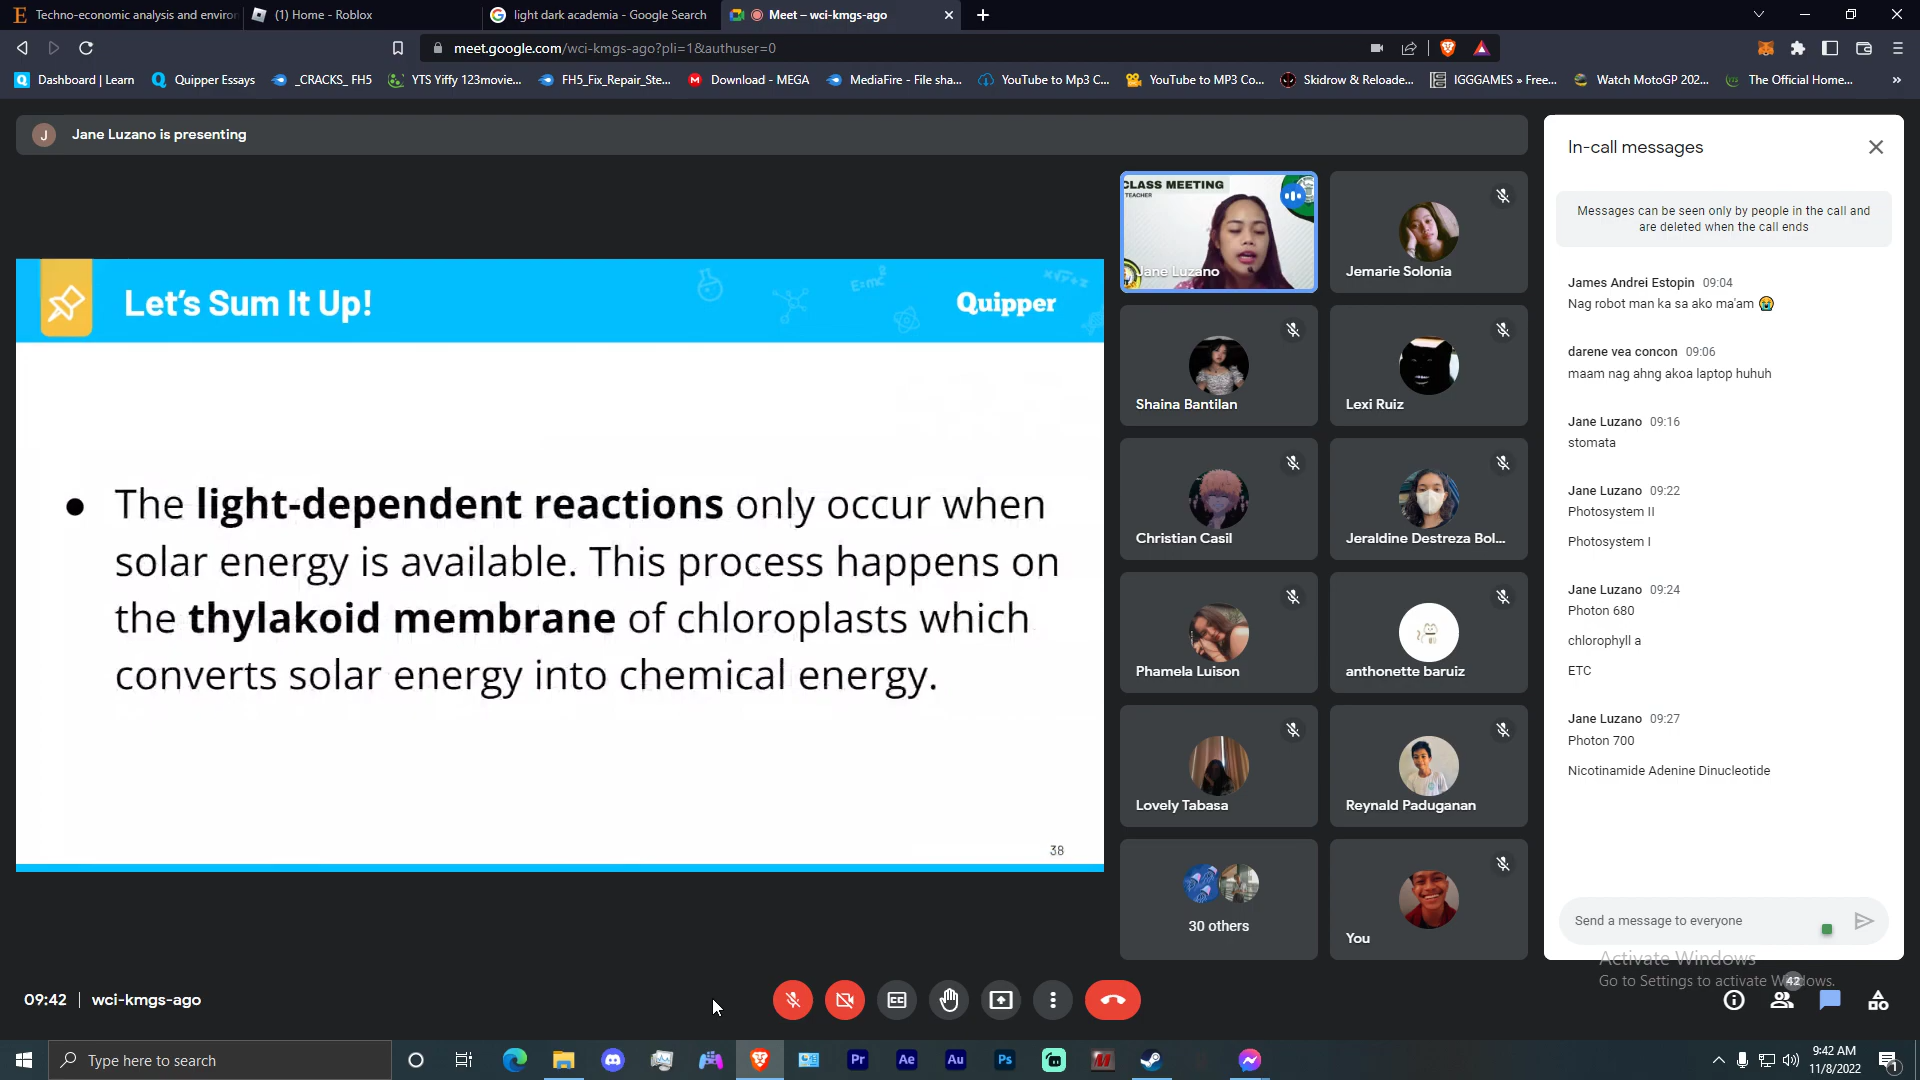 Techno-economic analysis and environ
(1) Home - Roblox
light dark academia - Google Search
Meet – wci-kmgs-ago
meet.google.com/wci-kmgs-ago?pli=1&authuser=0
Dashboard | Learn
Quipper Essays
_CRACKS_ FH5
YTS Yiffy 123movie...
FH5_Fix_Repair_Ste...
Download - MEGA
MediaFire - File sha...
YouTube to Mp3 C...
YouTube to MP3 Co...
Skidrow & Reloade...
IGGGAMES » Free...
Watch MotoGP 202...
The Official Home...
J
Jane Luzano is presenting
Let's Sum It Up!
E=mc²
Quipper
The light-dependent reactions only occur when
solar energy is available. This process happens on
the thylakoid membrane of chloroplasts which
converts solar energy into chemical energy.
38
CLASS MEETING
TEACHER
Jane Luzano
Jemarie Solonia
Shaina Bantilan
Lexi Ruiz
Christian Casil
Jeraldine Destreza Bol...
Phamela Luison
anthonette baruiz
Lovely Tabasa
Reynald Paduganan
30 others
You
In-call messages
Messages can be seen only by people in the call and
are deleted when the call ends
James Andrei Estopin 09:04
Nag robot man ka sa ako ma'am 😭
darene vea concon 09:06
maam nag ahng akoa laptop huhuh
Jane Luzano 09:16
stomata
Jane Luzano 09:22
Photosystem II
Photosystem I
Jane Luzano 09:24
Photon 680
chlorophyll a
ETC
Jane Luzano 09:27
Photon 700
Nicotinamide Adenine Dinucleotide
Send a message to everyone
Activate Windows
Go to Settings to activate Windows.
09:42 | wci-kmgs-ago
42
Type here to search
Pr
Ae
Au
Ps
9:42 AM
11/8/2022
1